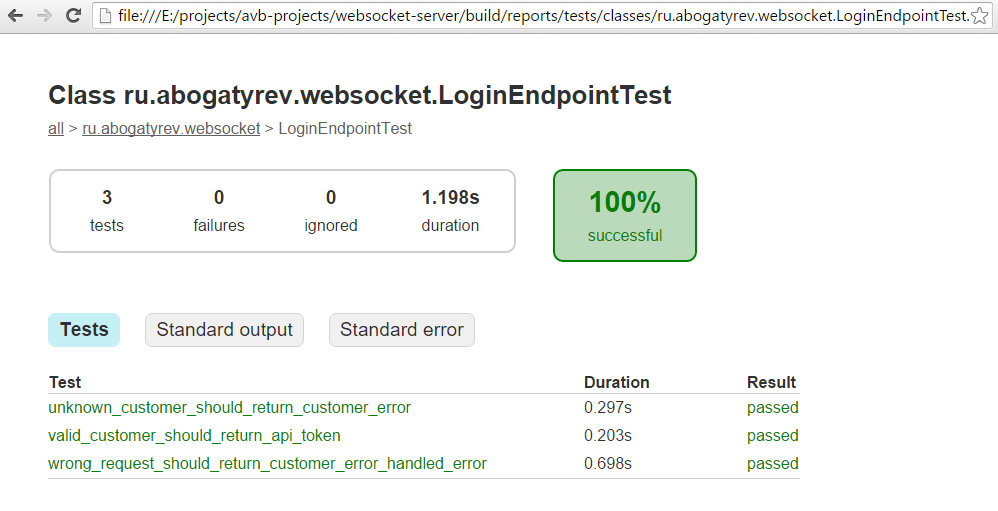 file:///E:/projects/avb-projects/websocket-server/build/reports/tests/classes/ru.abogatyrev.websocket.LoginEndpointTest.
Class ru.abogatyrev.websocket.LoginEndpointTest
all > ru.abogatyrev.websocket > LoginEndpointTest
3 0 0 1.198s
tests failures ignored duration
100%
successful
Tests Standard output Standard error
Test Duration Result
unknown_customer_should_return_customer_error 0.297s passed
valid_customer_should_return_api_token 0.203s passed
wrong_request_should_return_customer_error_handled_error 0.698s passed